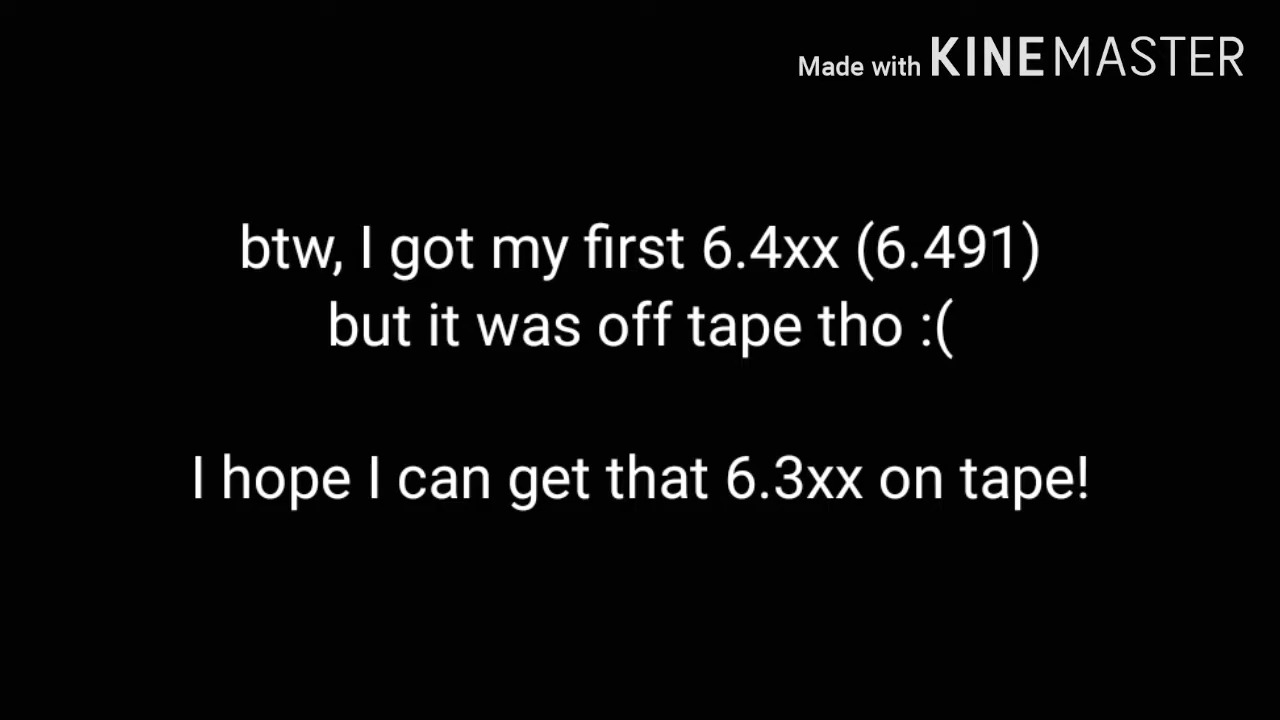 Made with KINEMASTER
btw, I got my first 6.4xx (6.491)
but it was off tape tho :(
I hope I can get that 6.3xx on tape!